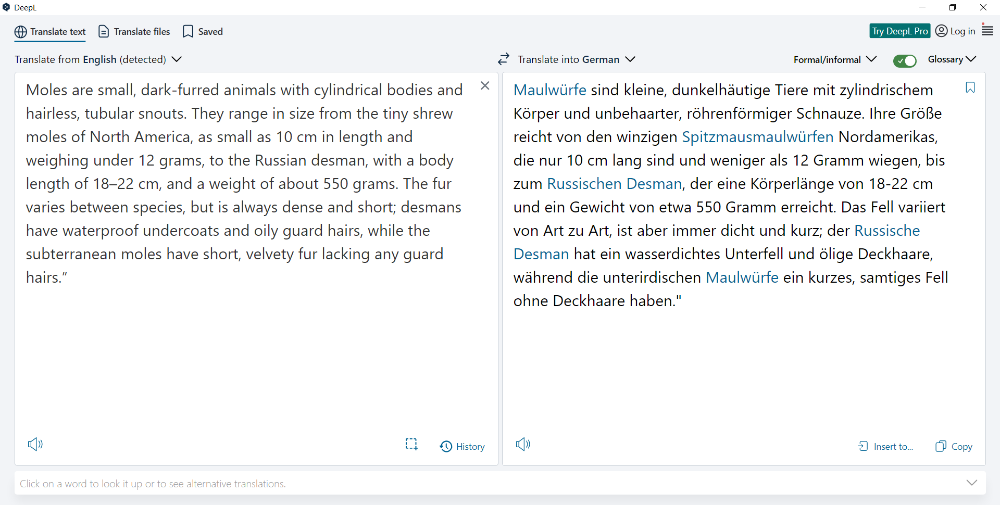 DeepL
Translate text
Translate files
Saved
Try DeepL Pro
Log in
Translate from English (detected)
Translate into German
Formal/informal
Glossary
Moles are small, dark-furred animals with cylindrical bodies and
hairless, tubular snouts. They range in size from the tiny shrew
moles of North America, as small as 10 cm in length and
weighing under 12 grams, to the Russian desman, with a body
length of 18–22 cm, and a weight of about 550 grams. The fur
varies between species, but is always dense and short; desmans
have waterproof undercoats and oily guard hairs, while the
subterranean moles have short, velvety fur lacking any guard
hairs.”
History
Maulwürfe sind kleine, dunkelhäutige Tiere mit zylindrischem
Körper und unbehaarter, röhrenförmiger Schnauze. Ihre Größe
reicht von den winzigen Spitzmausmaulwürfen Nordamerikas,
die nur 10 cm lang sind und weniger als 12 Gramm wiegen, bis
zum Russischen Desman, der eine Körperlänge von 18-22 cm
und ein Gewicht von etwa 550 Gramm erreicht. Das Fell variiert
von Art zu Art, ist aber immer dicht und kurz; der Russische
Desman hat ein wasserdichtes Unterfell und ölige Deckhaare,
während die unterirdischen Maulwürfe ein kurzes, samtiges Fell
ohne Deckhaare haben."
Insert to...
Copy
Click on a word to look it up or to see alternative translations.